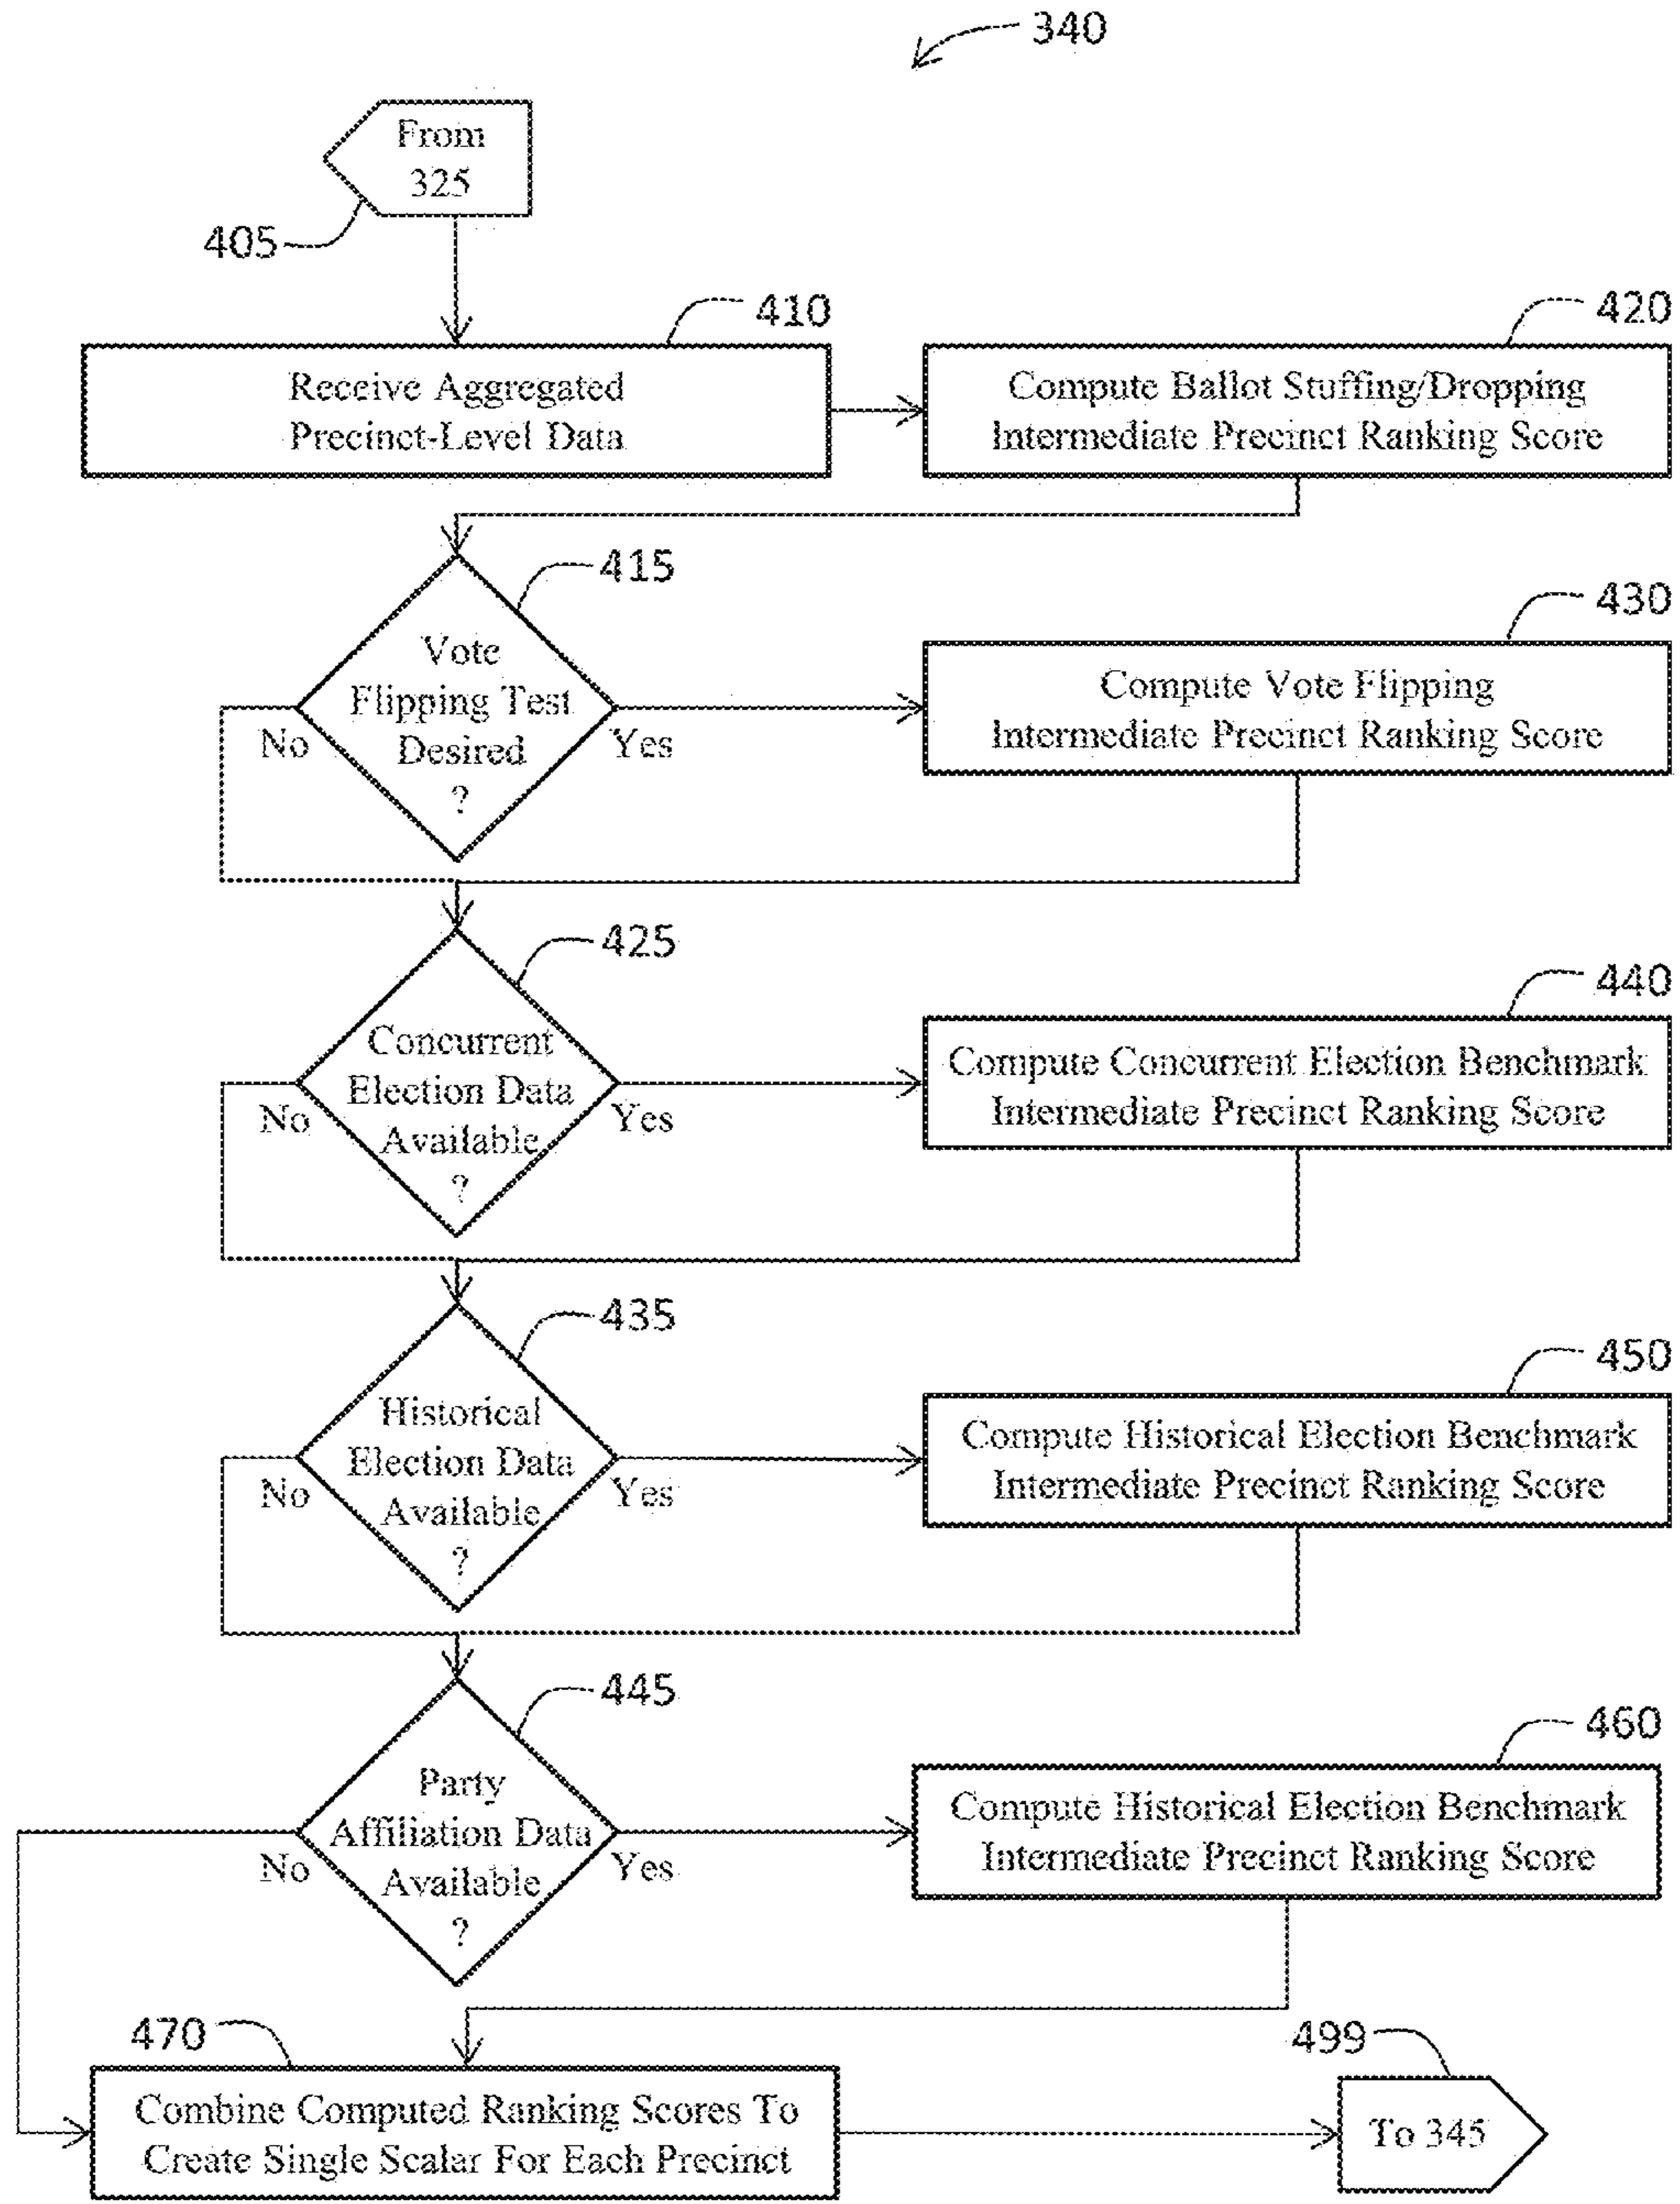 340
From
325
405
410
420
Receive Aggregated
Precinct-Level Data
Compute Ballot Stuffing/Dropping
Intermediate Precinct Ranking Score
415
430
Vote
Flipping Test
Desired
?
No
Yes
Compute Vote Flipping
Intermediate Precinct Ranking Score
425
440
Concurrent
Election Data
Available
?
No
Yes
Compute Concurrent Election Benchmark
Intermediate Precinct Ranking Score
435
450
Historical
Election Data
Available
?
No
Yes
Compute Historical Election Benchmark
Intermediate Precinct Ranking Score
445
460
Party
Affiliation Data
Available
?
No
Yes
Compute Historical Election Benchmark
Intermediate Precinct Ranking Score
470
499
Combine Computed Ranking Scores To
Create Single Scalar For Each Precinct
To 345